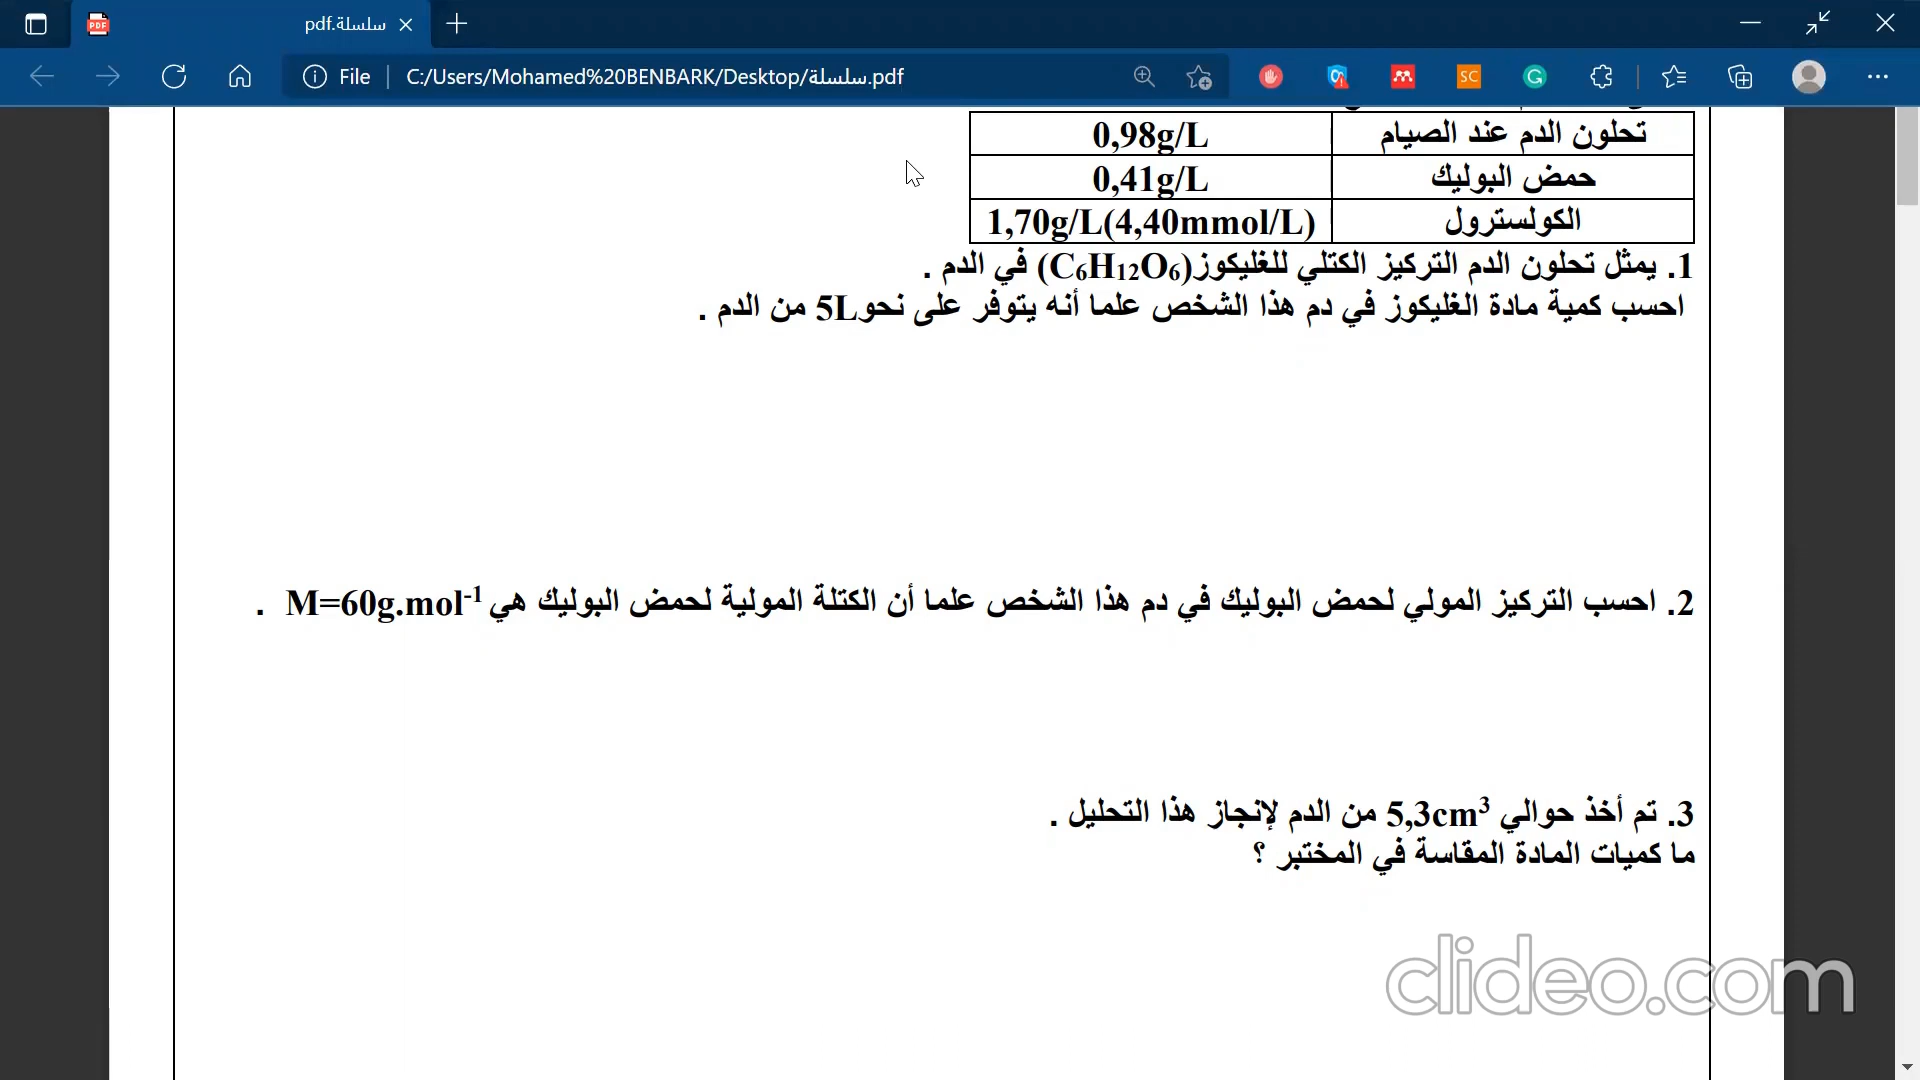 سلسلة.pdf
File
C:/Users/Mohamed%20BENBARK/Desktop/سلسلة.pdf
تحلون الدم عند الصيام 0,98g/L
حمض البوليك 0,41g/L
الكولسترول 1,70g/L(4,40mmol/L)
1. يمثل تحلون الدم التركيز الكتلي للغليكوز(C₆H₁₂O₆) في الدم .
احسب كمية مادة الغليكوز في دم هذا الشخص علما أنه يتوفر على نحو5L من الدم .
2. احسب التركيز المولي لحمض البوليك في دم هذا الشخص علما أن الكتلة المولية لحمض البوليك هي M=60g.mol⁻¹ .
3. تم أخذ حوالي 5,3cm³ من الدم لإنجاز هذا التحليل .
ما كميات المادة المقاسة في المختبر ؟
clideo.com